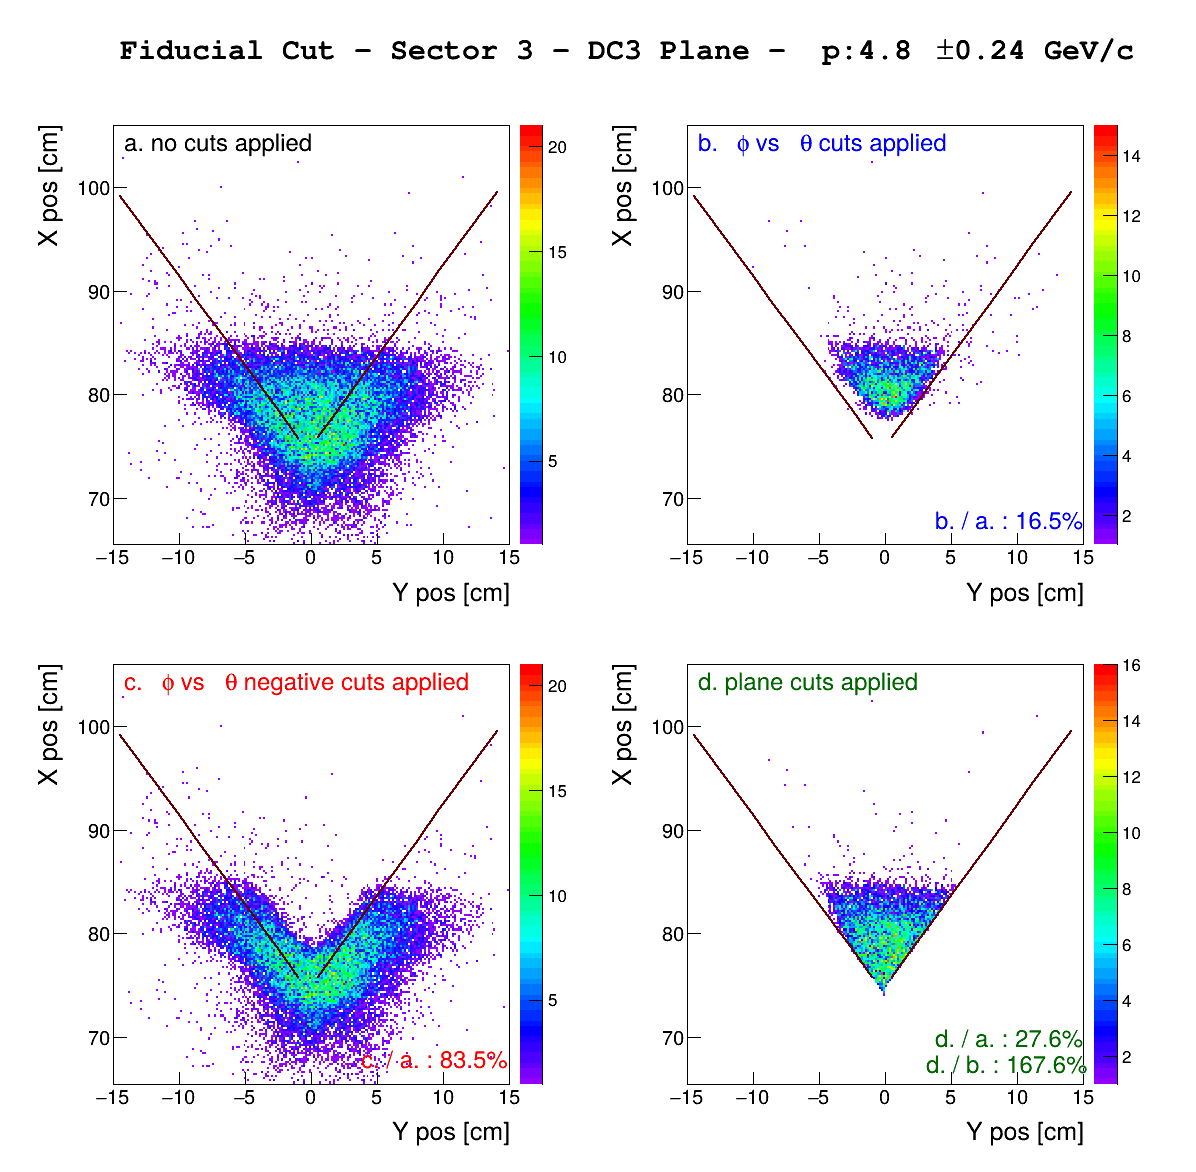 Fiducial Cut – Sector 3 – DC3 Plane – p:4.8 ±0.24 GeV/c
a. no cuts applied
X pos [cm]
100
90
80
70
−15 −10 −5 0 5 10 15
Y pos [cm]
20
15
10
5
b. ϕ vs θ cuts applied
X pos [cm]
100
90
80
70
b. / a. : 16.5%
−15 −10 −5 0 5 10 15
Y pos [cm]
14
12
10
8
6
4
2
c. ϕ vs θ negative cuts applied
X pos [cm]
100
90
80
70
c. / a. : 83.5%
−15 −10 −5 0 5 10 15
Y pos [cm]
20
15
10
5
d. plane cuts applied
X pos [cm]
100
90
80
70
d. / a. : 27.6%
d. / b. : 167.6%
−15 −10 −5 0 5 10 15
Y pos [cm]
16
14
12
10
8
6
4
2